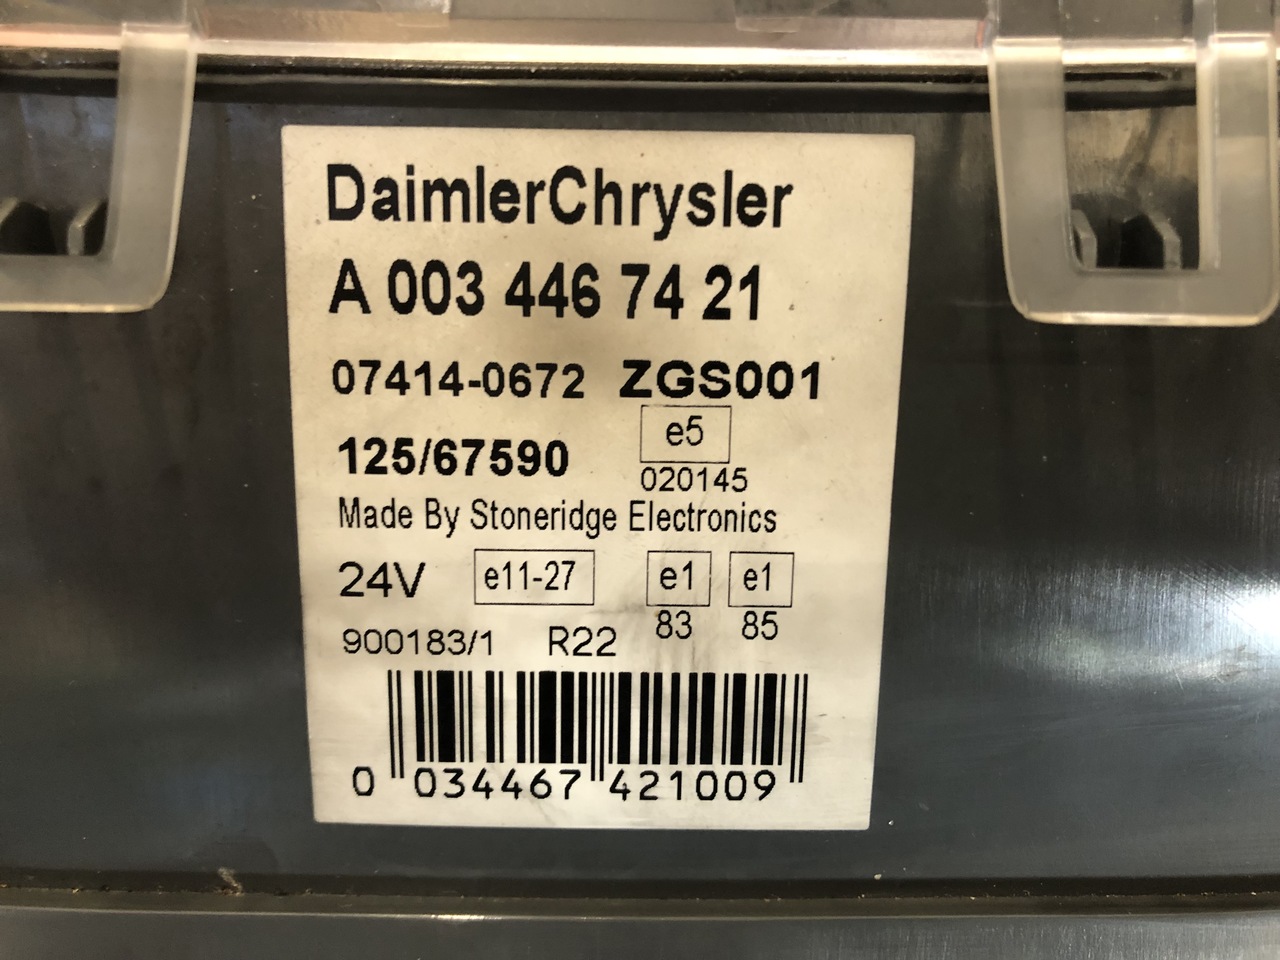 DaimlerChrysler
A 003 446 74 21
07414-0672 ZGS001
e5
125/67590
020145
Made By Stoneridge Electronics
24V e11-27 e1 e1
83 85
900183/1 R22
0 034467 421009